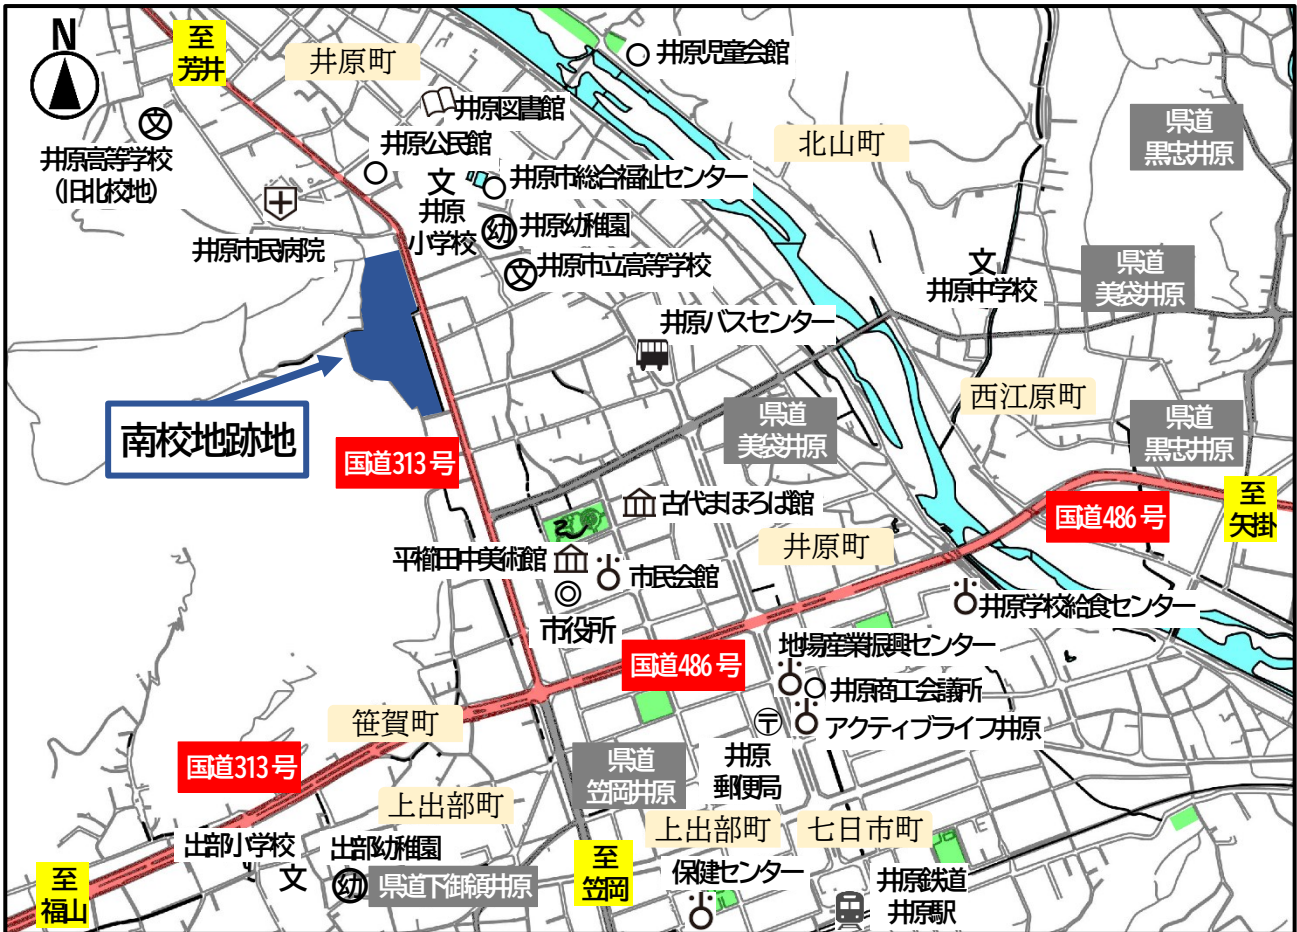 N
至
芳井
井原町
井原児童会館
井原図書館
県道
黒忠井原
井原公民館
北山町
井原高等学校
(旧北校地)
文
文
井原
小学校
井原市総合福祉センター
井原市民病院
幼
井原幼稚園
文
井原市立高等学校
文
井原中学校
県道
美袋井原
井原バスセンター
西江原町
県道
美袋井原
県道
黒忠井原
南校地跡地
国道313号
至
矢掛
国道486号
古代まほろば館
井原町
平櫛田中美術館
市民会館
市役所
井原学校給食センター
国道486号
地場産業振興センター
井原商工会議所
笹賀町
〒
アクティブライフ井原
国道313号
県道
笠岡井原
井原
郵便局
上出部町
上出部町
七日市町
出部小学校
文
出部幼稚園
幼
県道下御領井原
至
福山
至
笠岡
保健センター
井原鉄道
井原駅